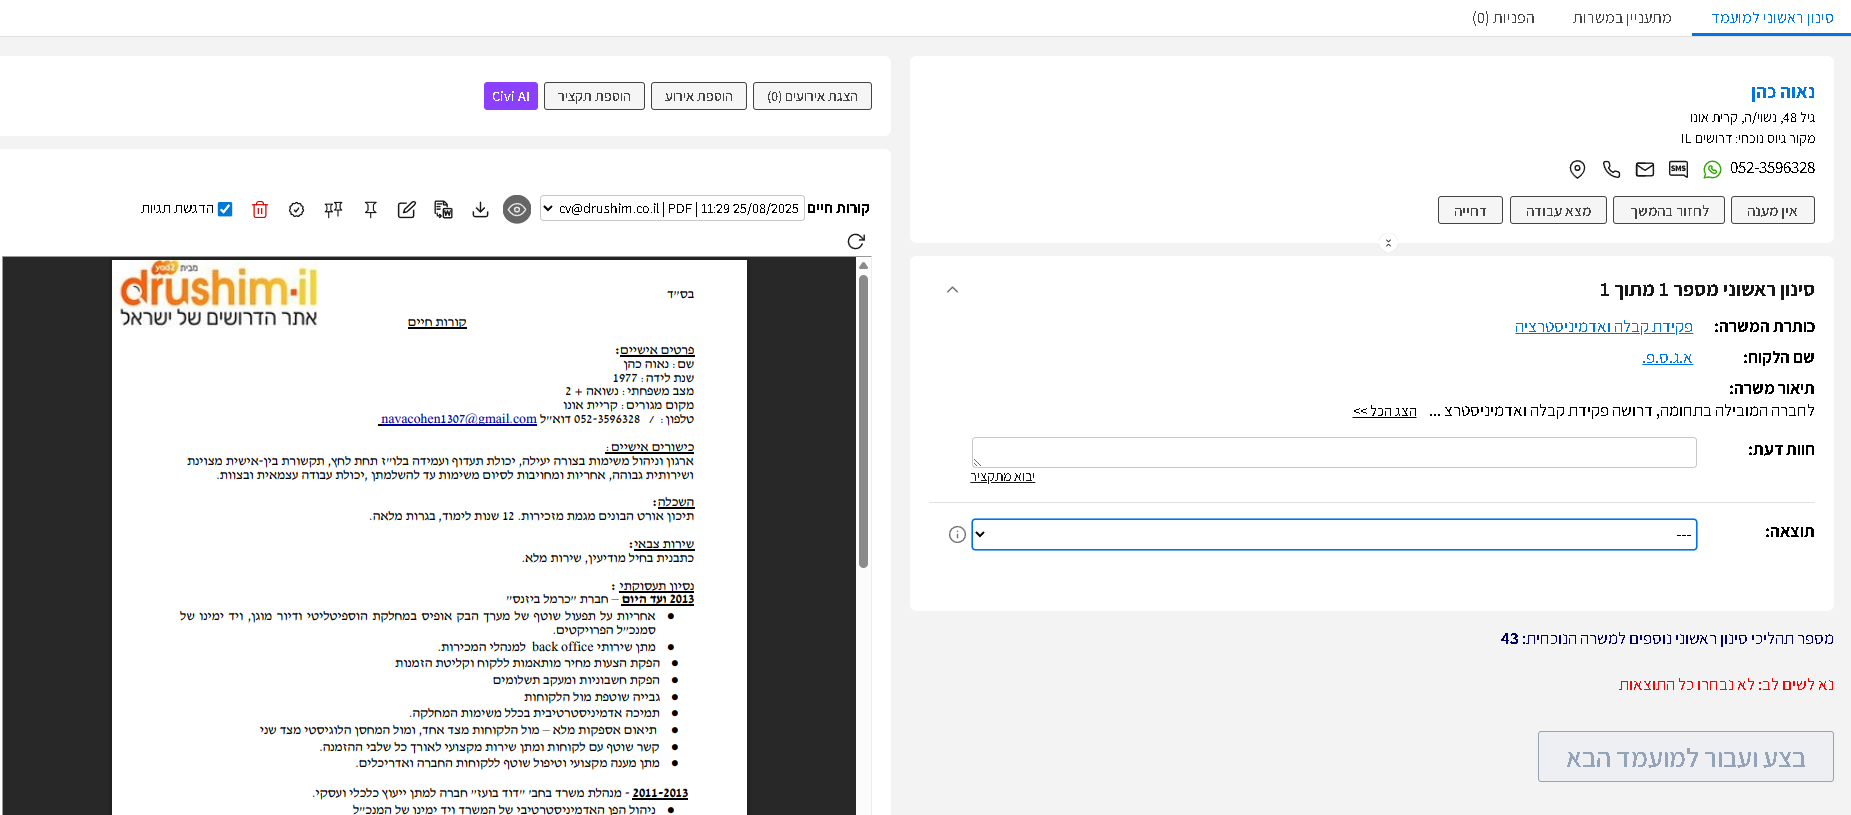 סינון ראשוני למועמד
מתעניין במשרות
הפניות (0)
נאוה כהן
גיל 48, נשוי/ה, קרית אונו
מקור גיוס נוכחי: דרושים IL
052-3596328
SMS
אין מענה
לחזור בהמשך
מצא עבודה
דחייה
סינון ראשוני מספר 1 מתוך 1
כותרת המשרה: פקידת קבלה ואדמיניסטרציה
שם הלקוח: א.ג.ס.פ.
תיאור משרה:
לחברה המובילה בתחומה, דרושה פקידת קבלה ואדמיניסטרצ ... הצג הכל >>
חוות דעת:
יבוא מתקציר
תוצאה: ---
מספר תהליכי סינון ראשוני נוספים למשרה הנוכחית: 43
נא לשים לב: לא נבחרו כל התוצאות
בצע ועבור למועמד הבא
הצגת אירועים (0)
הוספת אירוע
הוספת תקציר
Civi AI
קורות חיים
cv@drushim.co.il | PDF | 11:29 25/08/2025
הדגשת תגיות
מבית yad2
drushim.il
אתר הדרושים של ישראל
בס״ד
קורות חיים
פרטים אישיים:
שם: נאוה כהן
שנת לידה: 1977
מצב משפחתי: נשואה + 2
מקום מגורים: קריית אונו
טלפון: / 052-3596328 דוא״ל navacohen1307@gmail.com
כישורים אישיים:
ארגון וניהול משימות בצורה יעילה, יכולת תעדוף ועמידה בלו״ז תחת לחץ, תקשורת בין-אישית מצוינת
ושירותית גבוהה, אחריות ומחויבות לסיום משימות עד להשלמתן ,יכולת עבודה עצמאית ובצוות.
השכלה:
תיכון אורט הבונים מגמת מזכירות. 12 שנות לימוד, בגרות מלאה.
שירות צבאי:
כתבנית בחיל מודיעין, שירות מלא.
נסיון תעסוקתי :
2013 ועד היום – חברת ״כרמל ביזנס״
● אחריות על תפעול שוטף של מערך הבק אופיס במחלקת הוספיטליטי ודיור מוגן, ויד ימינו של
סמנכ״ל הפרויקטים.
● מתן שירותי back office למנהלי המכירות.
● הפקת הצעות מחיר מותאמות ללקוח וקליטת הזמנות
● הפקת חשבוניות ומעקב תשלומים
● גבייה שוטפת מול הלקוחות
● תמיכה אדמיניסטרטיבית בכלל משימות המחלקה.
● תיאום אספקות מלא – מול הלקוחות מצד אחד, ומול המחסן הלוגיסטי מצד שני
● קשר שוטף עם לקוחות ומתן שירות מקצועי לאורך כל שלבי ההזמנה.
● מתן מענה מקצועי וטיפול שוטף ללקוחות החברה ואדריכלים.
2011-2013 - מנהלת משרד בחב׳ ״דוד בועז״ חברה למתן ייעוץ כלכלי ועסקי.
● ניהול הפן האדמיניסטרטיבי של המשרד ויד ימינו של המנכ״ל